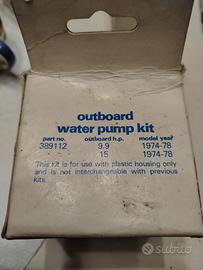 outboard
water pump kit
part no. outboard h.p. model year
389112 9.9 1974-78
15 1974-78
This kit is for use with plastic housing only
and is not interchangeable with previous
kits.
subito